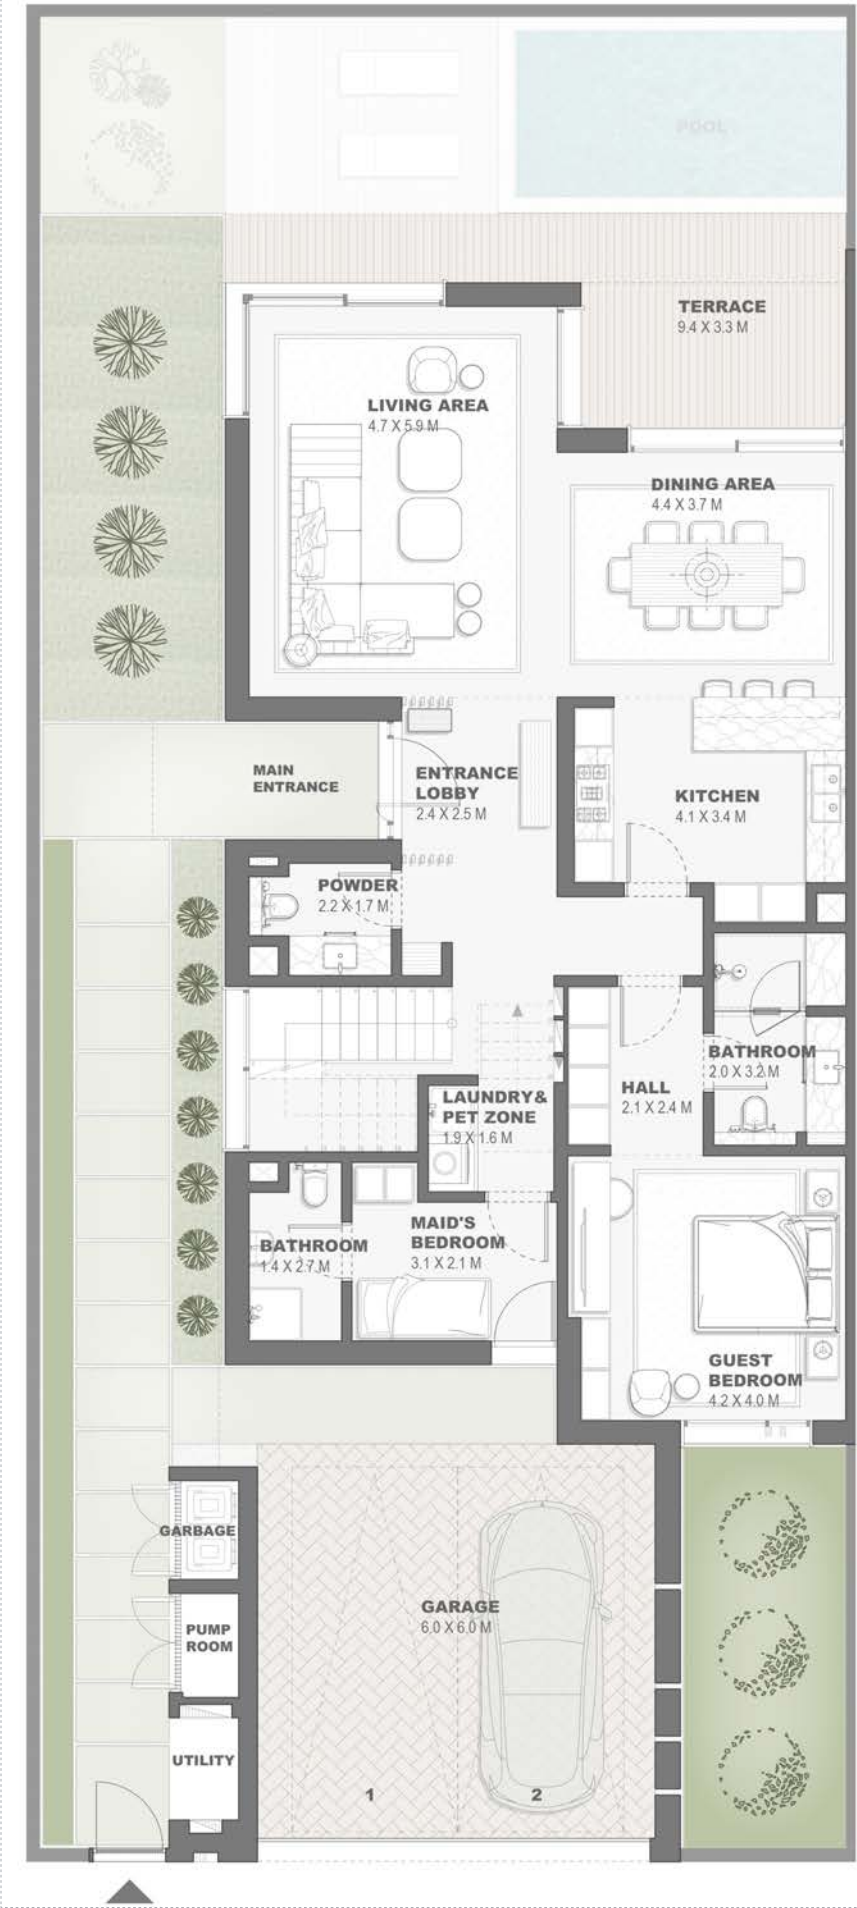 POOL
TERRACE
9.4 X 3.3 M
LIVING AREA
4.7 X 5.9 M
DINING AREA
4.4 X 3.7 M
MAIN
ENTRANCE
ENTRANCE
LOBBY
2.4 X 2.5 M
KITCHEN
4.1 X 3.4 M
POWDER
2.2 X 1.7 M
BATHROOM
2.0 X 3.2 M
HALL
2.1 X 2.4 M
LAUNDRY&
PET ZONE
1.9 X 1.6 M
MAID'S
BEDROOM
3.1 X 2.1 M
BATHROOM
1.4 X 2.7 M
GUEST
BEDROOM
4.2 X 4.0 M
GARBAGE
GARAGE
6.0 X 6.0 M
PUMP
ROOM
UTILITY
1
2